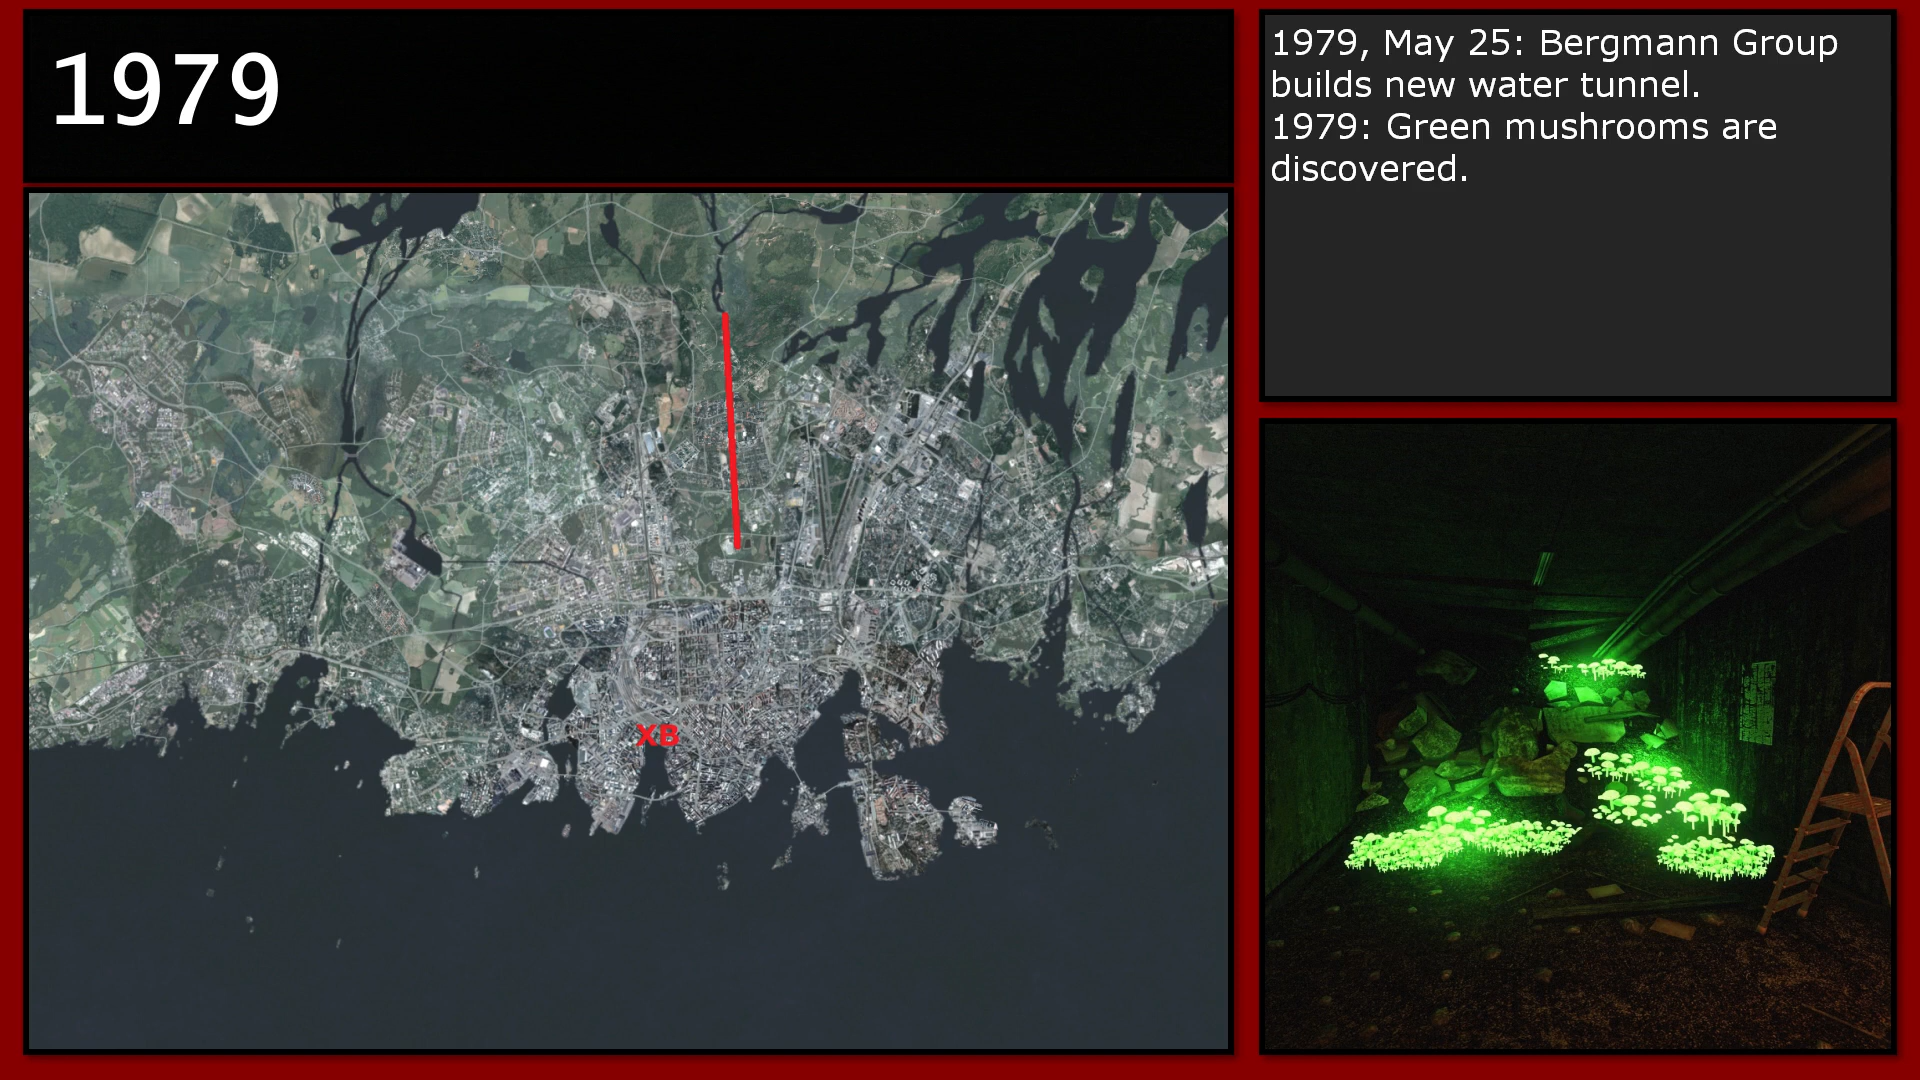 1979
1979, May 25: Bergmann Group
builds new water tunnel.
1979: Green mushrooms are
discovered.
XB